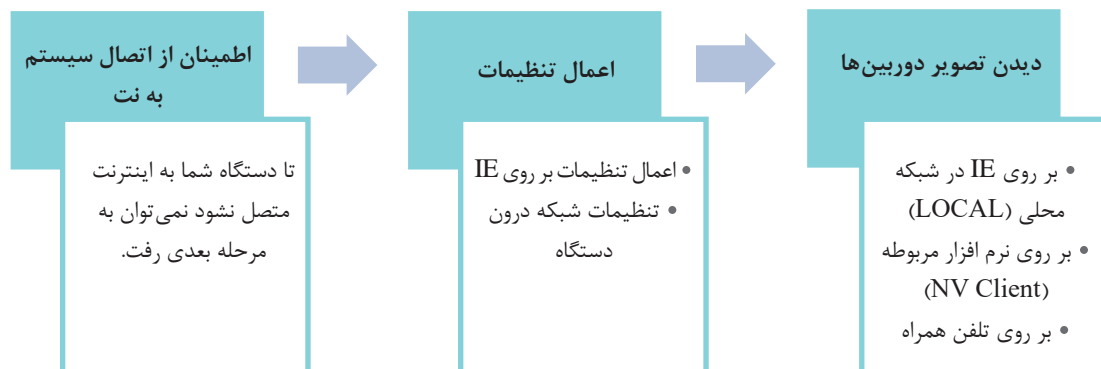 اطمینان از اتصال سیستم
به نت
تا دستگاه شما به اینترنت
متصل نشود نمی‌توان به
مرحله بعدی رفت.
اعمال تنظیمات
• اعمال تنظیمات بر روی IE
• تنظیمات شبکه درون
دستگاه
دیدن تصویر دوربین‌ها
• بر روی IE در شبکه
محلی (LOCAL)
• بر روی نرم افزار مربوطه
(NV Client)
• بر روی تلفن همراه